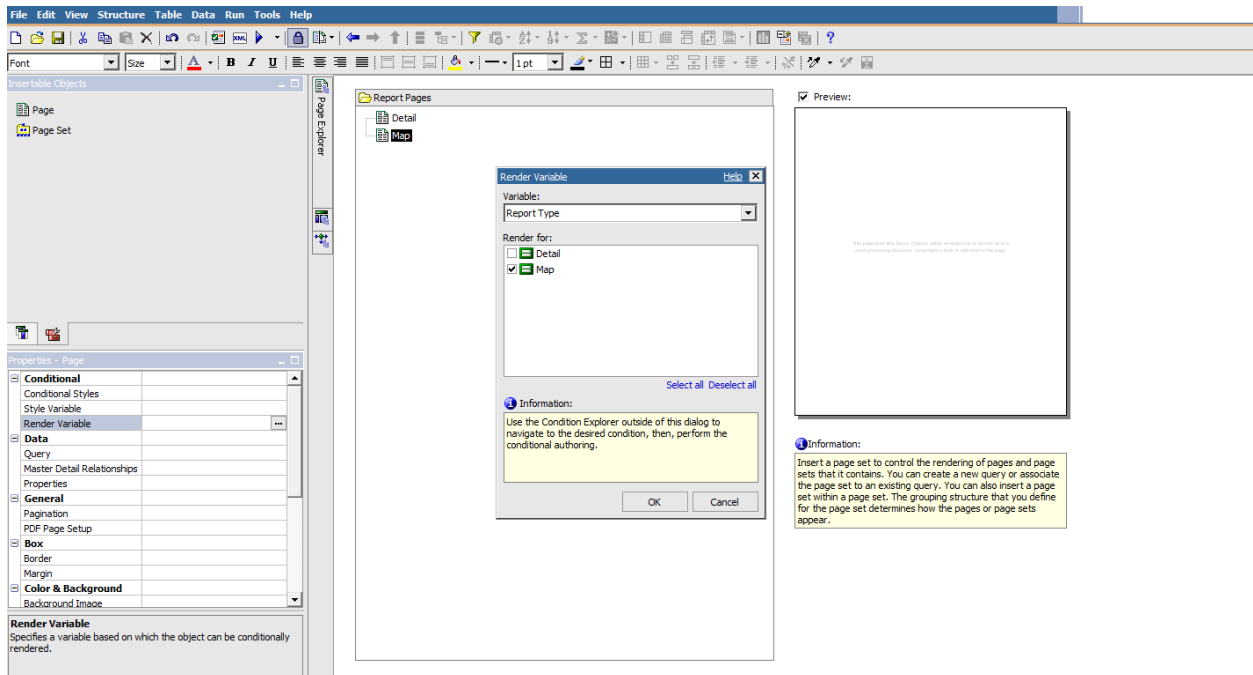 File Edit View Structure Table Data Run Tools Help
Font Size A B I U 1 pt
Insertable Objects
Page
Page Set
Page Explorer
Report Pages
Detail
Map
Preview:
Render Variable Help
Variable:
Report Type
Render for:
Detail
Map
Select all Deselect all
Information:
Use the Condition Explorer outside of this dialog to
navigate to the desired condition, then, perform the
conditional authoring.
OK Cancel
Information:
Insert a page set to control the rendering of pages and page
sets that it contains. You can create a new query or associate
the page set to an existing query. You can also insert a page
set within a page set. The grouping structure that you define
for the page set determines how the pages or page sets
appear.
Properties - Page
Conditional
Conditional Styles
Style Variable
Render Variable ...
Data
Query
Master Detail Relationships
Properties
General
Pagination
PDF Page Setup
Box
Border
Margin
Color & Background
Background Image
Render Variable
Specifies a variable based on which the object can be conditionally
rendered.